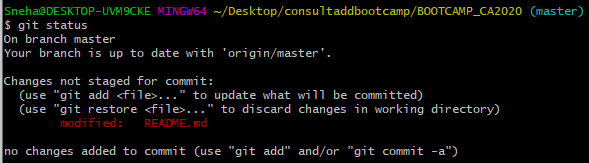 Sneha@DESKTOP-UVM9CKE MINGW64 ~/Desktop/consultaddbootcamp/BOOTCAMP_CA2020 (master)
$ git status
On branch master
Your branch is up to date with 'origin/master'.

Changes not staged for commit:
  (use "git add <file>..." to update what will be committed)
  (use "git restore <file>..." to discard changes in working directory)
        modified:   README.md

no changes added to commit (use "git add" and/or "git commit -a")